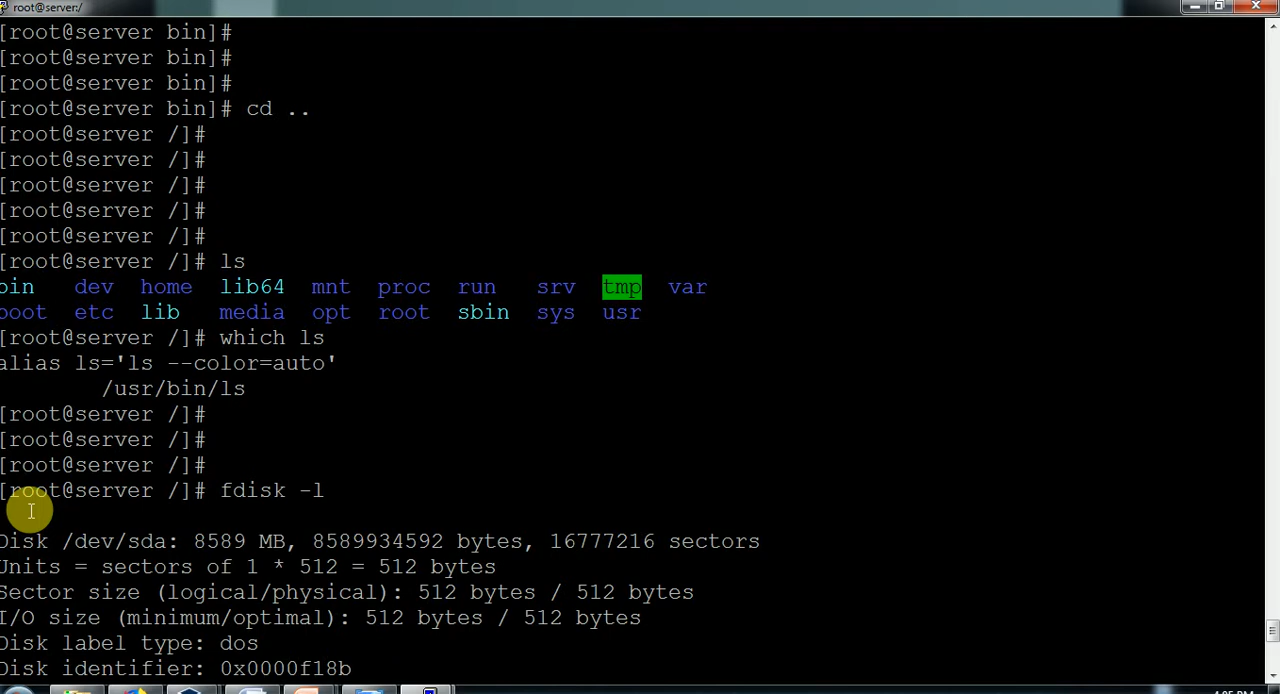 root@server:/
[root@server bin]#
[root@server bin]#
[root@server bin]#
[root@server bin]# cd ..
[root@server /]#
[root@server /]#
[root@server /]#
[root@server /]#
[root@server /]#
[root@server /]# ls
bin dev home lib64 mnt proc run srv tmp var
boot etc lib media opt root sbin sys usr
[root@server /]# which ls
alias ls='ls --color=auto'
/usr/bin/ls
[root@server /]#
[root@server /]#
[root@server /]#
[root@server /]# fdisk -l
Disk /dev/sda: 8589 MB, 8589934592 bytes, 16777216 sectors
Units = sectors of 1 * 512 = 512 bytes
Sector size (logical/physical): 512 bytes / 512 bytes
I/O size (minimum/optimal): 512 bytes / 512 bytes
Disk label type: dos
Disk identifier: 0x0000f18b